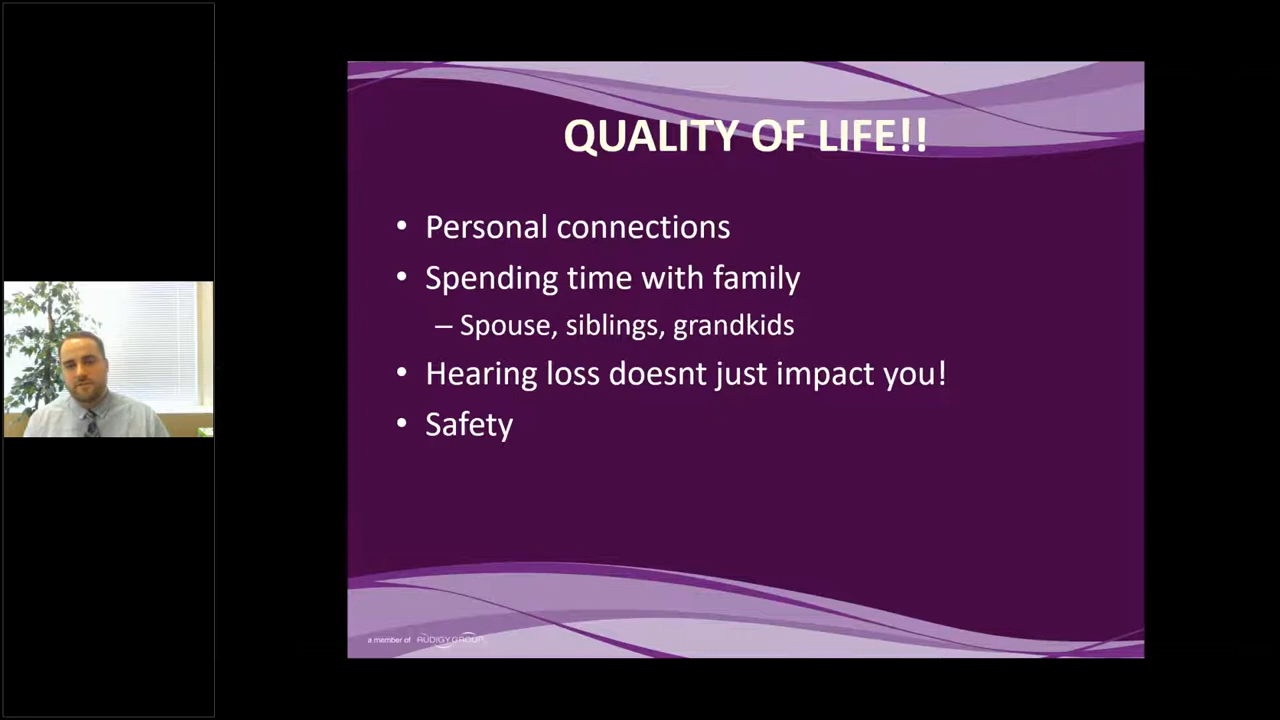 QUALITY OF LIFE!!
• Personal connections
• Spending time with family
– Spouse, siblings, grandkids
• Hearing loss doesnt just impact you!
• Safety
a member of AUDIGY GROUP